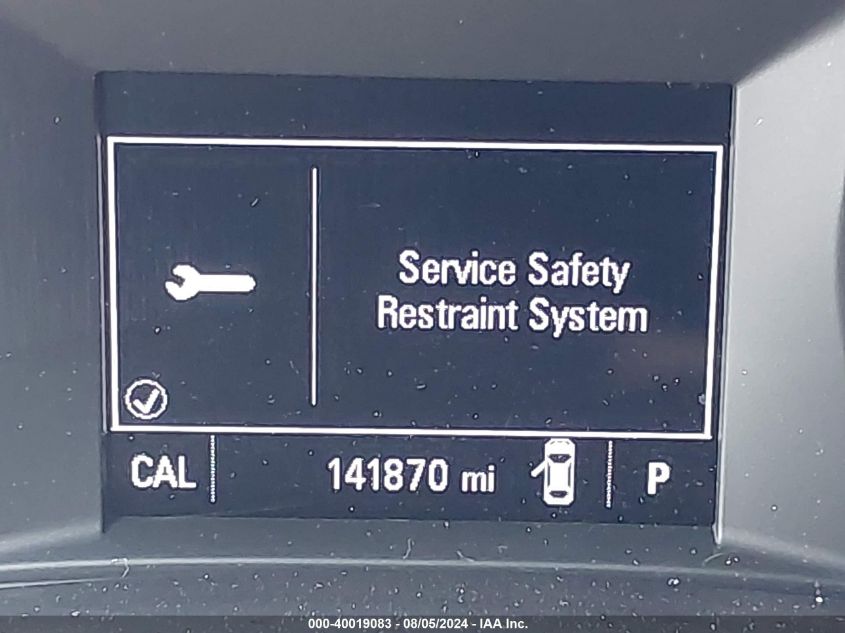 Service Safety
Restraint System
CAL 141870 mi P
000-40019083 - 08/05/2024 - IAA Inc.